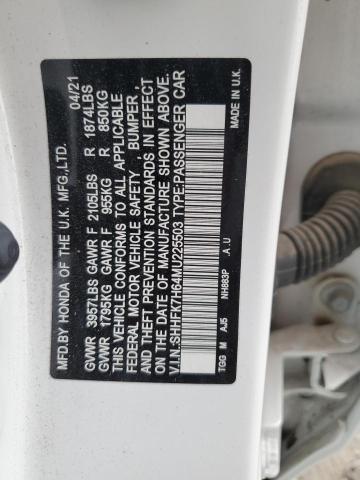 MFD.BY HONDA OF THE U.K. MFG.,LTD. 04/21
GVWR 3957LBS GAWR F 2105LBS R 1874LBS
GVWR 1795KG GAWR F 955KG R 850KG
THIS VEHICLE CONFORMS TO ALL APPLICABLE
FEDERAL MOTOR VEHICLE SAFETY , BUMPER ,
AND THEFT PREVENTION STANDARDS IN EFFECT
ON THE DATE OF MANUFACTURE SHOWN ABOVE .
V.I.N.:SHHFK7H64MU225503 TYPE:PASSENGER CAR
TGG M AJ5 NH883P .A .U MADE IN U.K.